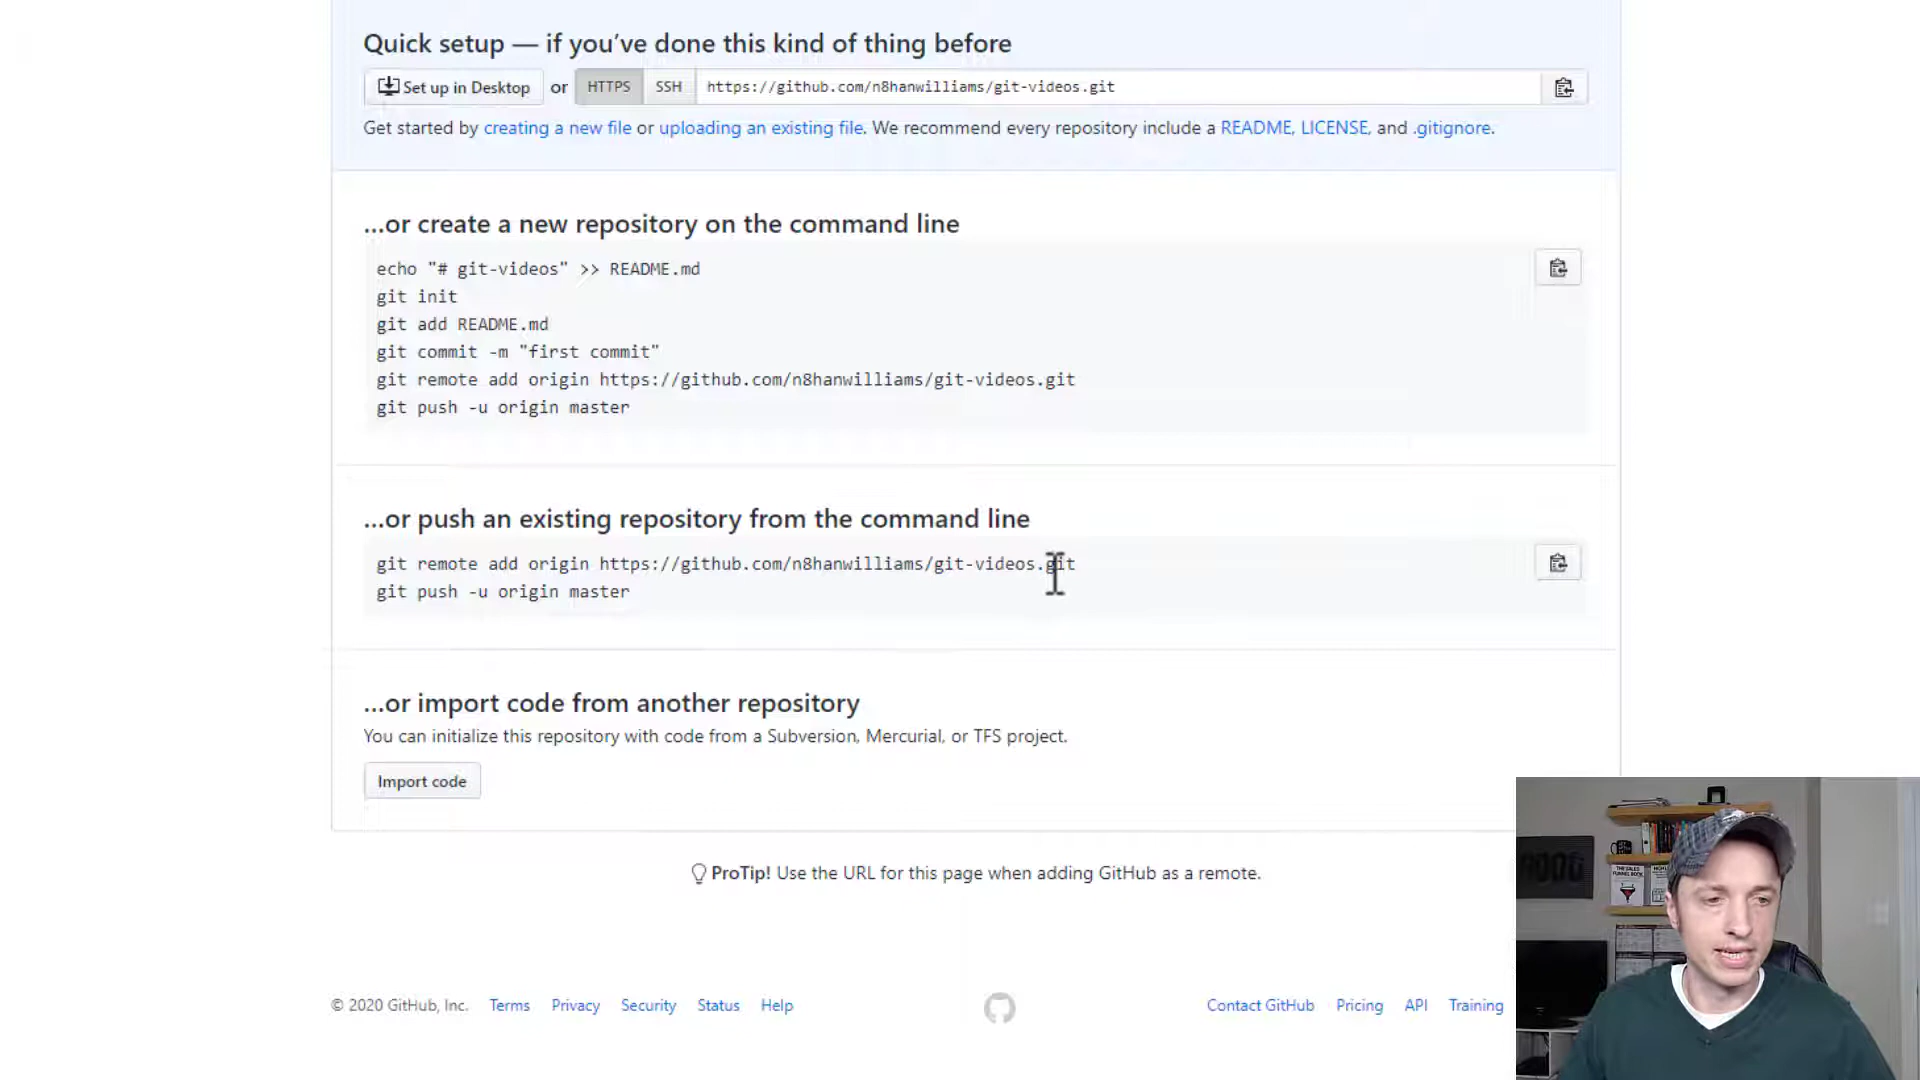 Quick setup — if you've done this kind of thing before
Set up in Desktop or HTTPS SSH https://github.com/n8hanwilliams/git-videos.git
Get started by creating a new file or uploading an existing file. We recommend every repository include a README, LICENSE, and .gitignore.
…or create a new repository on the command line
echo "# git-videos" >> README.md
git init
git add README.md
git commit -m "first commit"
git remote add origin https://github.com/n8hanwilliams/git-videos.git
git push -u origin master
…or push an existing repository from the command line
git remote add origin https://github.com/n8hanwilliams/git-videos.git
git push -u origin master
…or import code from another repository
You can initialize this repository with code from a Subversion, Mercurial, or TFS project.
Import code
ProTip! Use the URL for this page when adding GitHub as a remote.
© 2020 GitHub, Inc. Terms Privacy Security Status Help Contact GitHub Pricing API Training